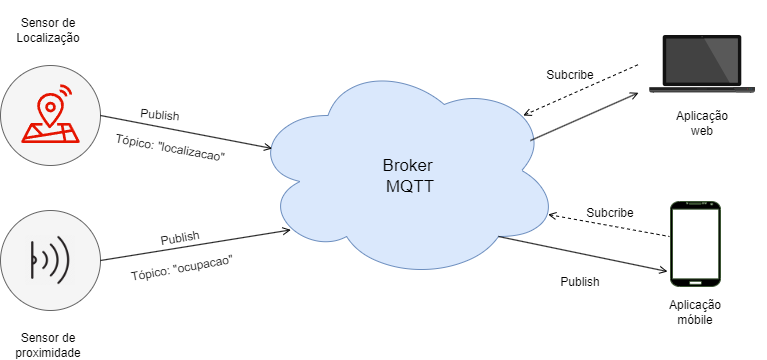 Sensor de
Localização
Publish
Tópico: "localizacao"
Broker
MQTT
Subcribe
Aplicação
web
Publish
Tópico: "ocupacao"
Subcribe
Publish
Aplicação
móbile
Sensor de
proximidade